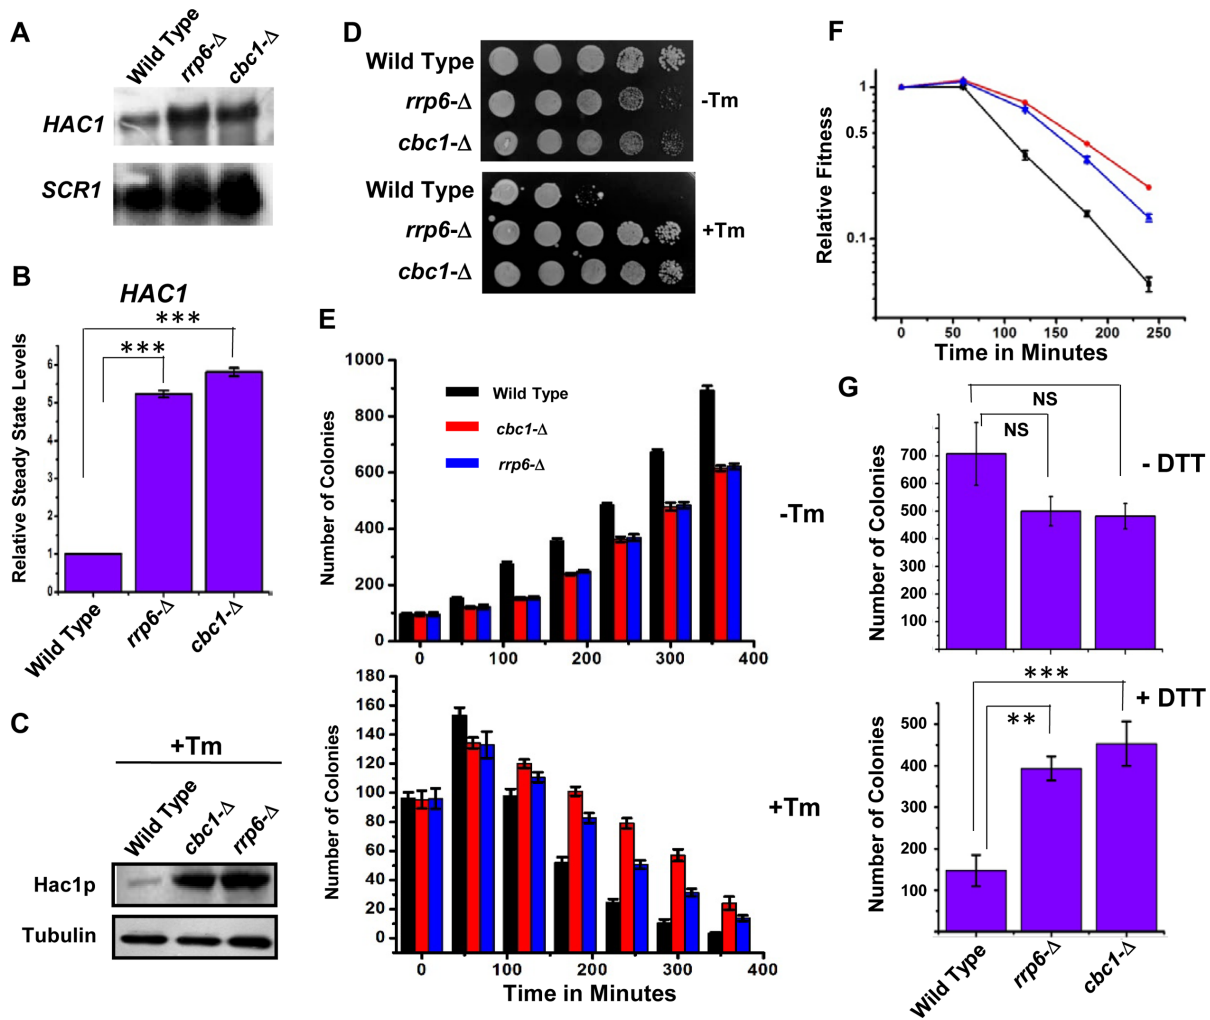 A
Wild Type
rrp6-Δ
cbc1-Δ
HAC1
SCR1
B
HAC1
***
***
Relative Steady State Levels
6
5
4
3
2
1
0
Wild Type
rrp6-Δ
cbc1-Δ
C
+Tm
Wild Type
cbc1-Δ
rrp6-Δ
Hac1p
Tubulin
D
Wild Type
rrp6-Δ
cbc1-Δ
-Tm
Wild Type
rrp6-Δ
cbc1-Δ
+Tm
E
Number of Colonies
1000
800
600
400
200
0
Wild Type
cbc1-Δ
rrp6-Δ
-Tm
0
100
200
300
400
Number of Colonies
180
160
140
120
100
80
60
40
20
0
+Tm
0
100
200
300
400
Time in Minutes
F
Relative Fitness
1
0.5
0.1
0
50
100
150
200
250
Time in Minutes
G
NS
NS
- DTT
Number of Colonies
700
600
500
400
300
200
100
***
**
+ DTT
Number of Colonies
500
400
300
200
100
Wild Type
rrp6-Δ
cbc1-Δ